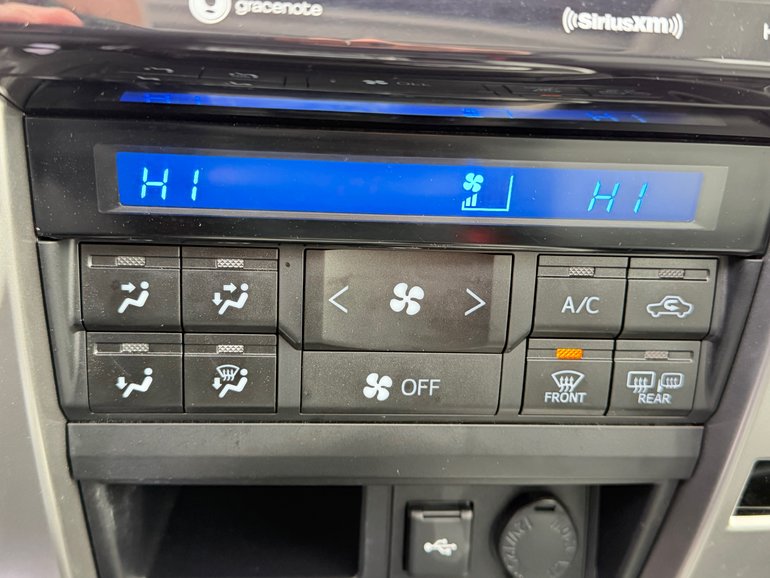 gracenote
SiriusXM
HI HI
A/C
OFF
FRONT
REAR